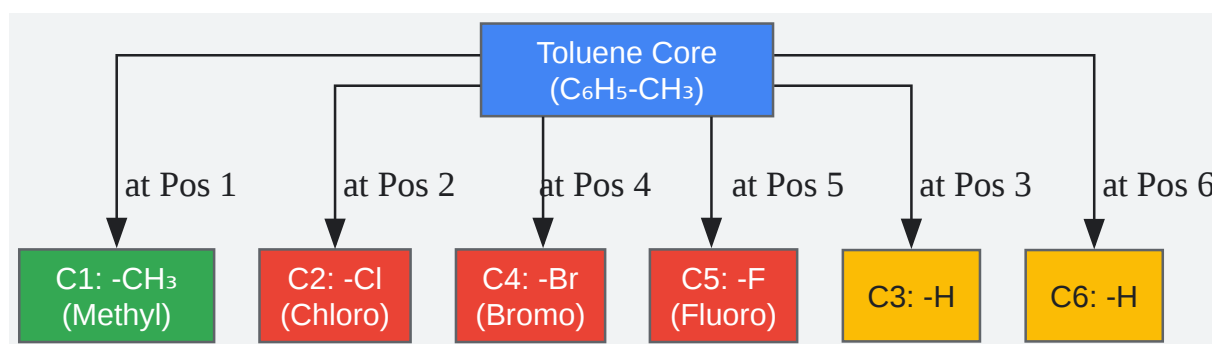 Toluene Core
(C₆H₅-CH₃)
at Pos 1
at Pos 2
at Pos 4
at Pos 5
at Pos 3
at Pos 6
C1: -CH₃
(Methyl)
C2: -Cl
(Chloro)
C4: -Br
(Bromo)
C5: -F
(Fluoro)
C3: -H
C6: -H